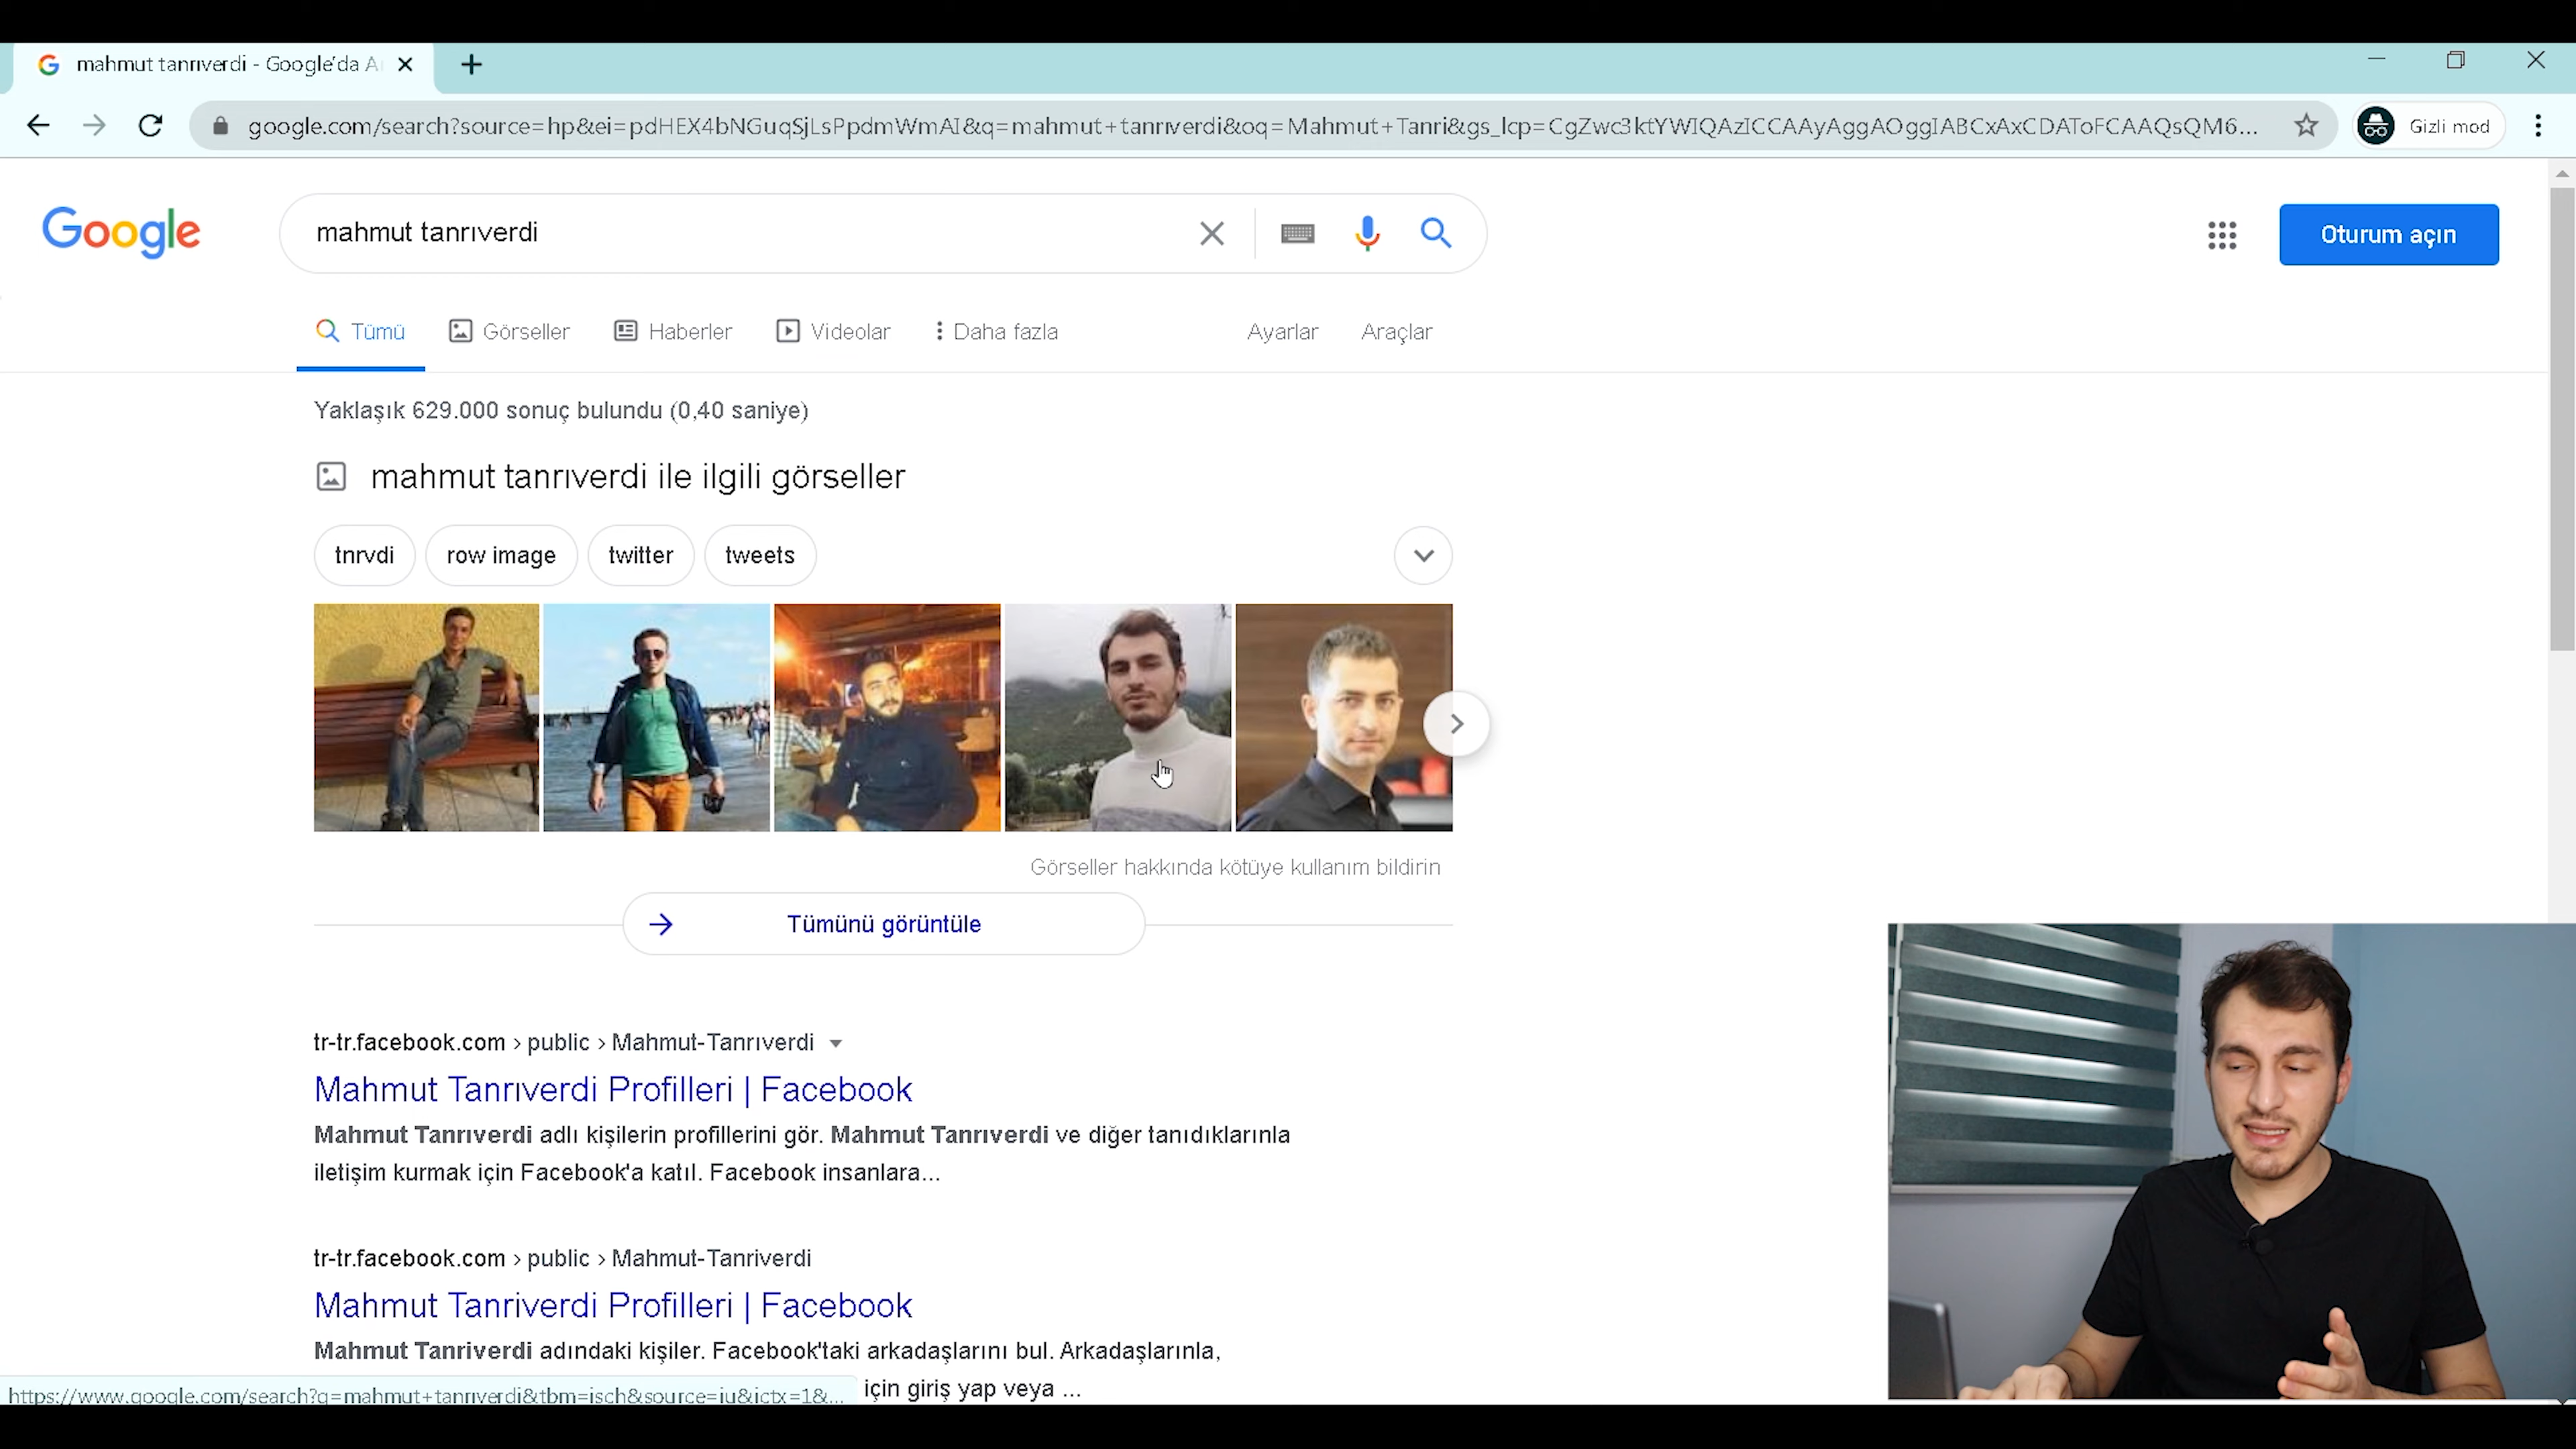 mahmut tanrıverdi - Google'da A
google.com/search?source=hp&ei=pdHEX4bNGuqSjLsPpdmWmAI&q=mahmut+tanrıverdi&oq=Mahmut+Tanri&gs_lcp=CgZwc3ktYWIQAzICCAAyAggAOggIABCxAxCDAToFCAAQsQM6...
Gizli mod
Google
mahmut tanrıverdi
Oturum açın
Tümü
Görseller
Haberler
Videolar
Daha fazla
Ayarlar
Araçlar
Yaklaşık 629.000 sonuç bulundu (0,40 saniye)
mahmut tanrıverdi ile ilgili görseller
tnrvdi
row image
twitter
tweets
Görseller hakkında kötüye kullanım bildirin
Tümünü görüntüle
tr-tr.facebook.com › public › Mahmut-Tanrıverdi
Mahmut Tanrıverdi Profilleri | Facebook
Mahmut Tanrıverdi adlı kişilerin profillerini gör. Mahmut Tanrıverdi ve diğer tanıdıklarınla
iletişim kurmak için Facebook'a katıl. Facebook insanlara...
tr-tr.facebook.com › public › Mahmut-Tanriverdi
Mahmut Tanriverdi Profilleri | Facebook
Mahmut Tanriverdi adındaki kişiler. Facebook'taki arkadaşlarını bul. Arkadaşlarınla,
için giriş yap veya ...
https://www.google.com/search?q=mahmut+tanrıverdi&tbm=isch&source=iu&ictx=1&...